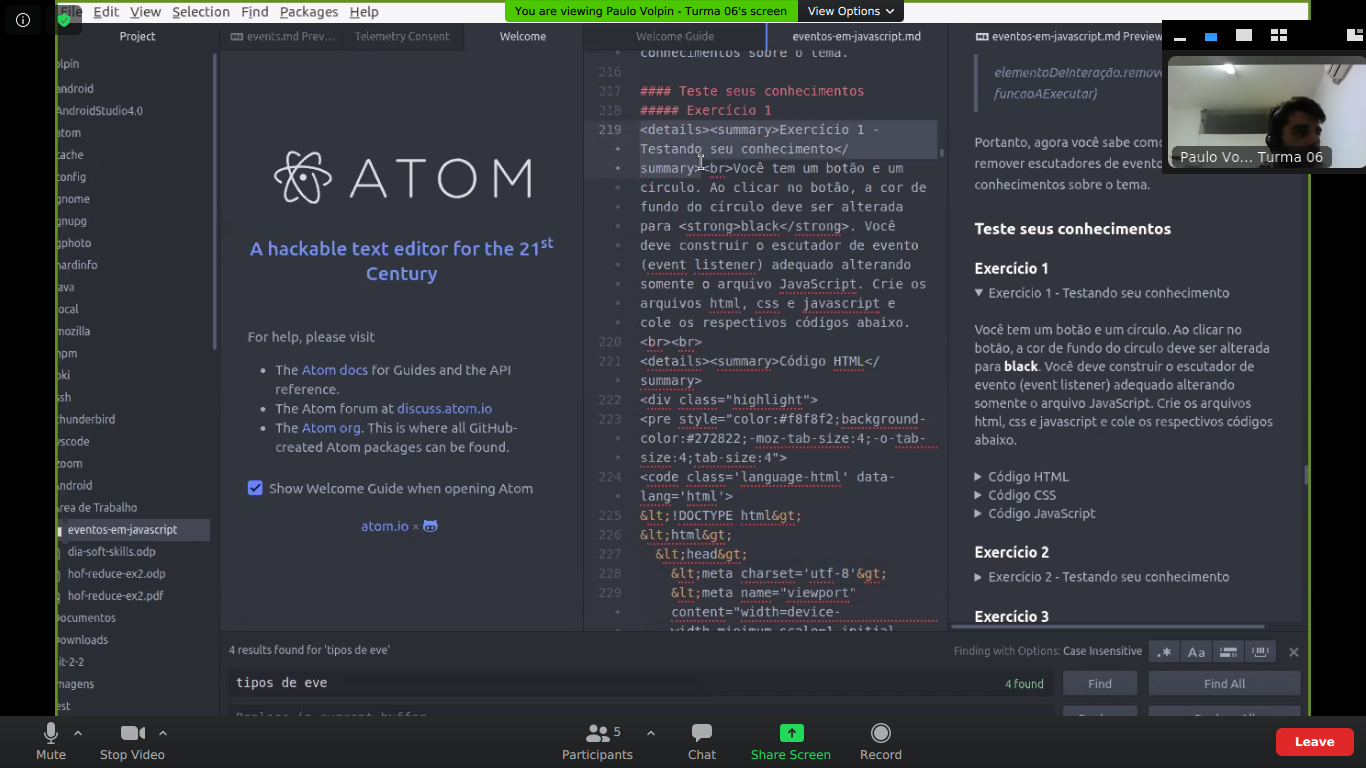 You are viewing Paulo Volpin - Turma 06's screen
View Options
File Edit View Selection Find Packages Help
Project
olpin
android
AndroidStudio4.0
atom
cache
config
gnome
gnupg
gphoto
hardinfo
java
local
mozilla
npm
pki
ssh
thunderbird
vscode
zoom
Android
Área de Trabalho
eventos-em-javascript
dia-soft-skills.odp
hof-reduce-ex2.odp
hof-reduce-ex2.pdf
Documentos
Downloads
git-2-2
Imagens
est
events.md Prev...
Telemetry Consent
Welcome
ATOM
A hackable text editor for the 21st
Century
For help, please visit
The Atom docs for Guides and the API
reference.
The Atom forum at discuss.atom.io
The Atom org. This is where all GitHub-
created Atom packages can be found.
Show Welcome Guide when opening Atom
atom.io ×
Welcome Guide
eventos-em-javascript.md
conhecimentos sobre o tema.
216
217 #### Teste seus conhecimentos
218 ##### Exercício 1
219 <details><summary>Exercício 1 -
Testando seu conhecimento</
summary><br>Você tem um botão e um
círculo. Ao clicar no botão, a cor de
fundo do círculo deve ser alterada
para <strong>black</strong>. Você
deve construir o escutador de evento
(event listener) adequado alterando
somente o arquivo JavaScript. Crie os
arquivos html, css e javascript e
cole os respectivos códigos abaixo.
220 <br><br>
221 <details><summary>Código HTML</
summary>
222 <div class="highlight">
223 <pre style="color:#f8f8f2;background-
color:#272822;-moz-tab-size:4;-o-tab-
size:4;tab-size:4">
224 <code class='language-html' data-
lang='html'>
225 &lt;!DOCTYPE html&gt;
226 &lt;html&gt;
227 &lt;head&gt;
228 &lt;meta charset='utf-8'&gt;
229 &lt;meta name="viewport"
content="width=device-
width,minimum-scale=1,initial
eventos-em-javascript.md Preview
elementoDeInteração.remove
funcaoAExecutar)
Portanto, agora você sabe como
remover escutadores de evento
conhecimentos sobre o tema.
Teste seus conhecimentos
Exercício 1
Exercício 1 - Testando seu conhecimento
Você tem um botão e um círculo. Ao clicar no
botão, a cor de fundo do círculo deve ser alterada
para black. Você deve construir o escutador de
evento (event listener) adequado alterando
somente o arquivo JavaScript. Crie os arquivos
html, css e javascript e cole os respectivos códigos
abaixo.
Código HTML
Código CSS
Código JavaScript
Exercício 2
Exercício 2 - Testando seu conhecimento
Exercício 3
Paulo Vo... Turma 06
4 results found for 'tipos de eve'
Finding with Options: Case Insensitive
.* Aa
tipos de eve
4 found
Find
Find All
Replace in current buffer
Mute
Stop Video
Participants 5
Chat
Share Screen
Record
Leave